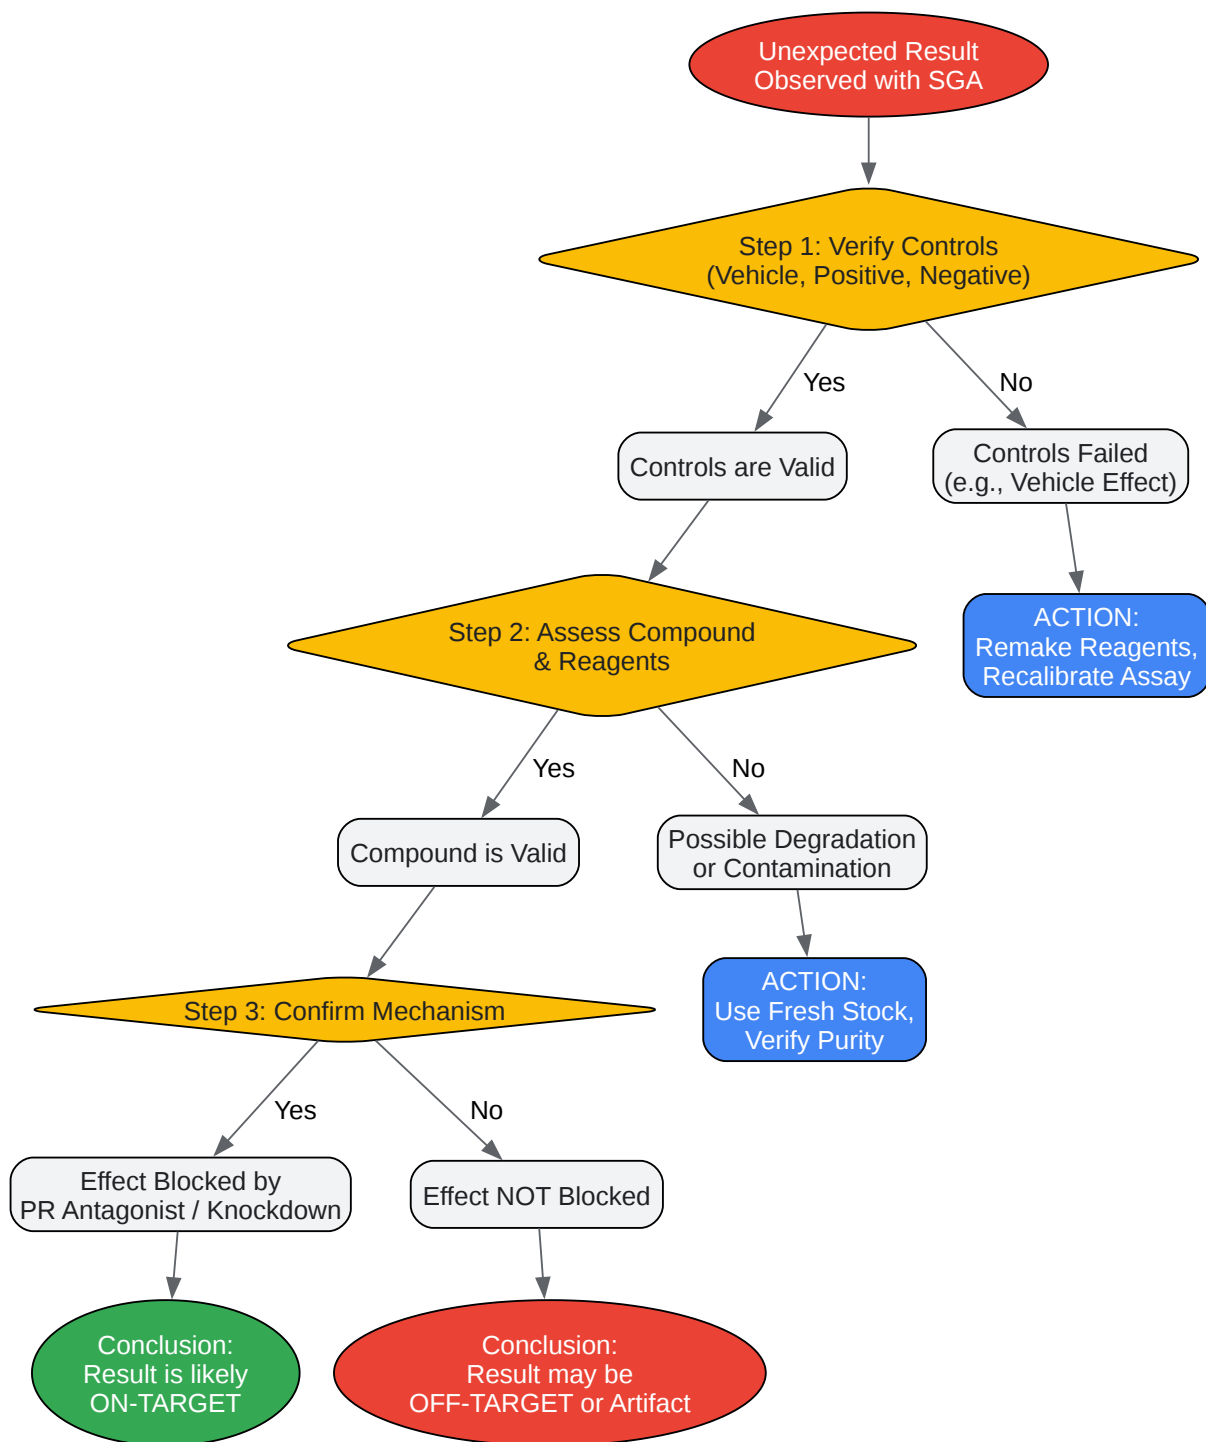 Unexpected Result
Observed with SGA
Step 1: Verify Controls
(Vehicle, Positive, Negative)
Yes
No
Controls are Valid
Controls Failed
(e.g., Vehicle Effect)
Step 2: Assess Compound
& Reagents
ACTION:
Remake Reagents,
Recalibrate Assay
Yes
No
Compound is Valid
Possible Degradation
or Contamination
Step 3: Confirm Mechanism
ACTION:
Use Fresh Stock,
Verify Purity
Yes
No
Effect Blocked by
PR Antagonist / Knockdown
Effect NOT Blocked
Conclusion:
Result is likely
ON-TARGET
Conclusion:
Result may be
OFF-TARGET or Artifact